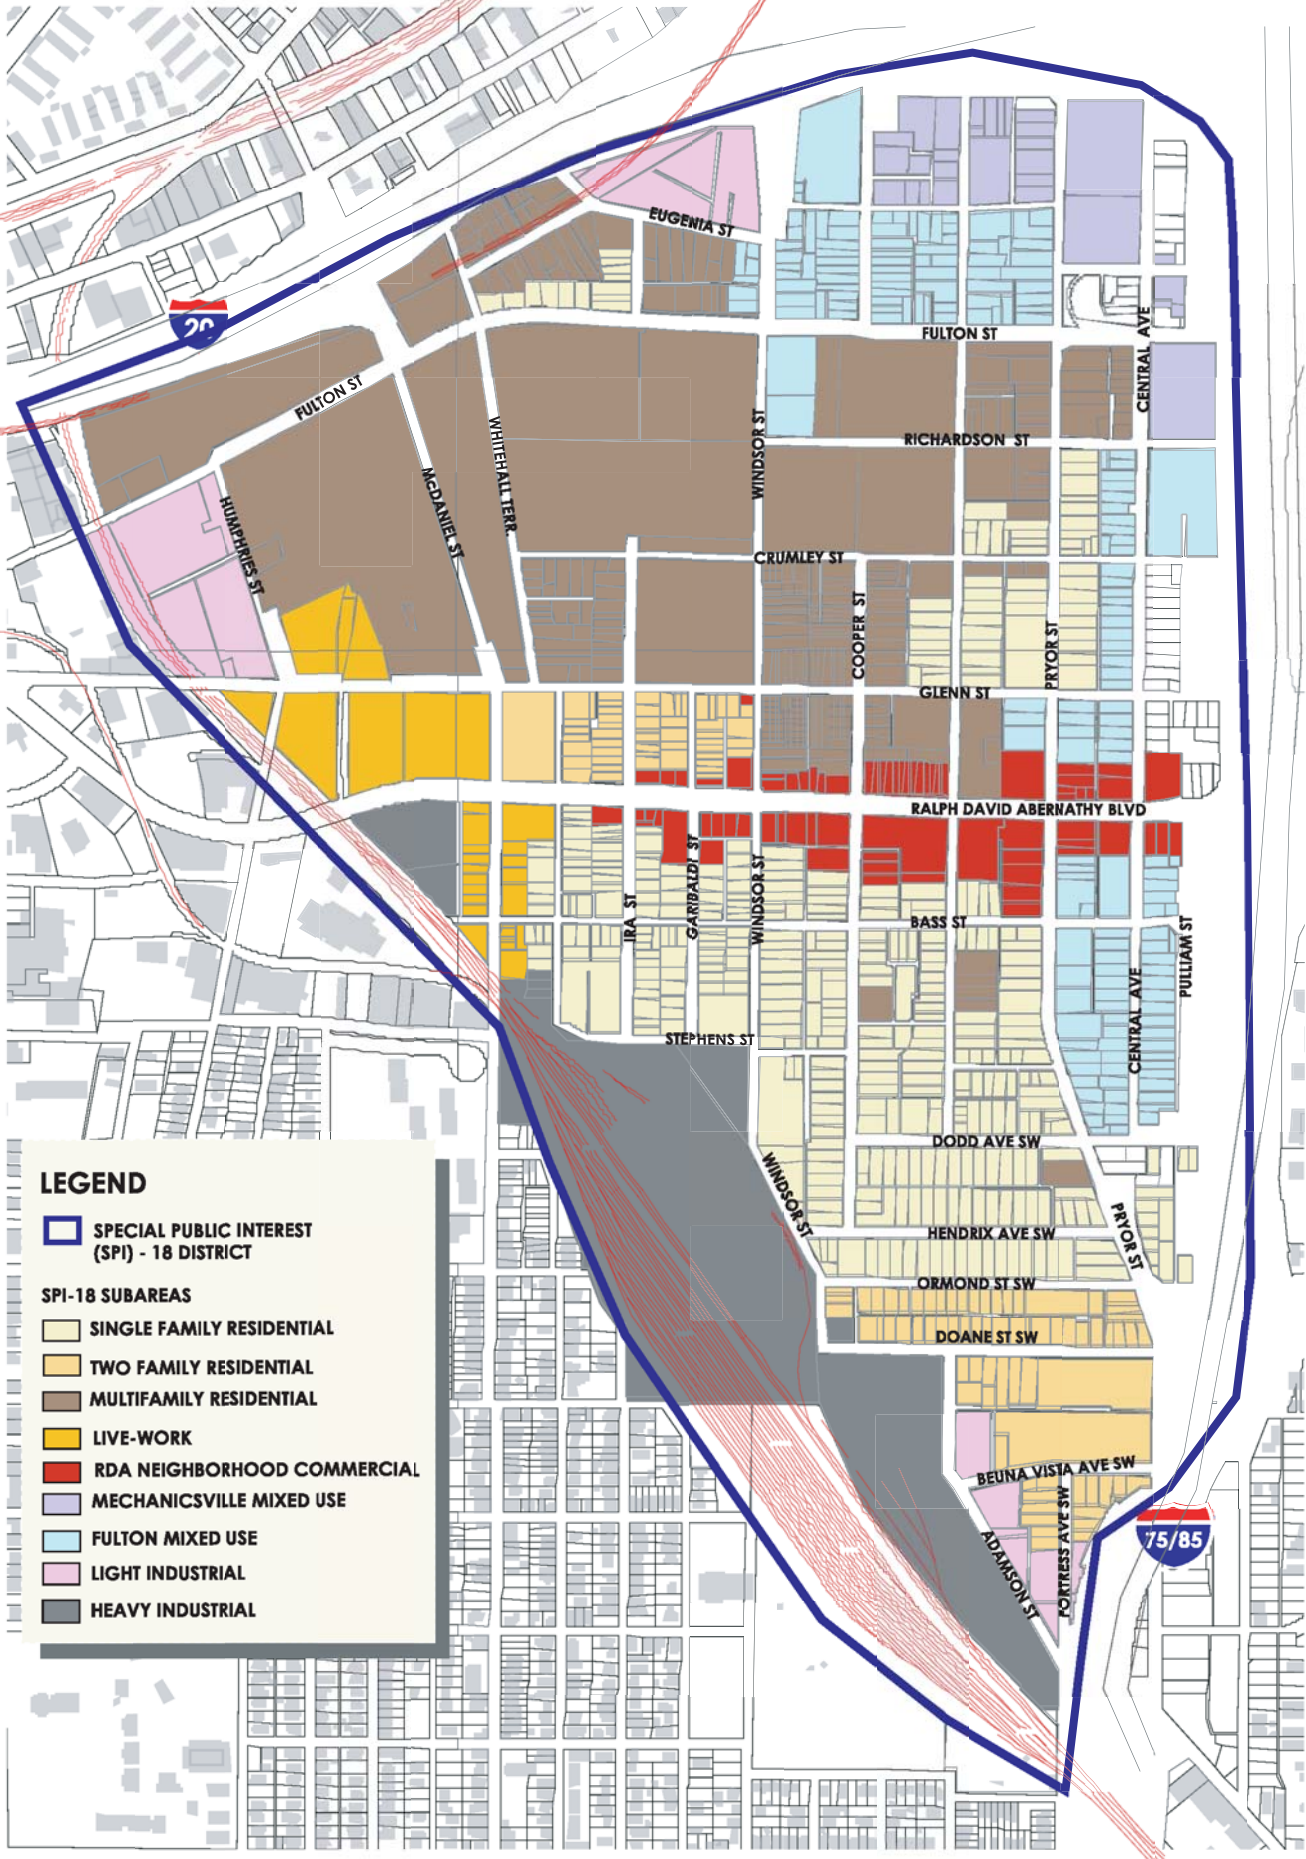 EUGENIA ST
20
CENTRAL AVE
FULTON ST
FULTON ST
RICHARDSON ST
WINDSOR ST
WHITEHALL TERR.
McDANIEL ST
HUMPHRIES ST
CRUMLEY ST
COOPER ST
PRYOR ST
GLENN ST
RALPH DAVID ABERNATHY BLVD
GARIBALDI ST
WINDSOR ST
IRA ST
BASS ST
PULLIAM ST
CENTRAL AVE
STEPHENS ST
DODD AVE SW
WINDSOR ST
PRYOR ST
HENDRIX AVE SW
ORMOND ST SW
DOANE ST SW
BEUNA VISTA AVE SW
FORTRESS AVE SW
ADAMSON ST
75/85
LEGEND
SPECIAL PUBLIC INTEREST
(SPI) - 18 DISTRICT
SPI-18 SUBAREAS
SINGLE FAMILY RESIDENTIAL
TWO FAMILY RESIDENTIAL
MULTIFAMILY RESIDENTIAL
LIVE-WORK
RDA NEIGHBORHOOD COMMERCIAL
MECHANICSVILLE MIXED USE
FULTON MIXED USE
LIGHT INDUSTRIAL
HEAVY INDUSTRIAL